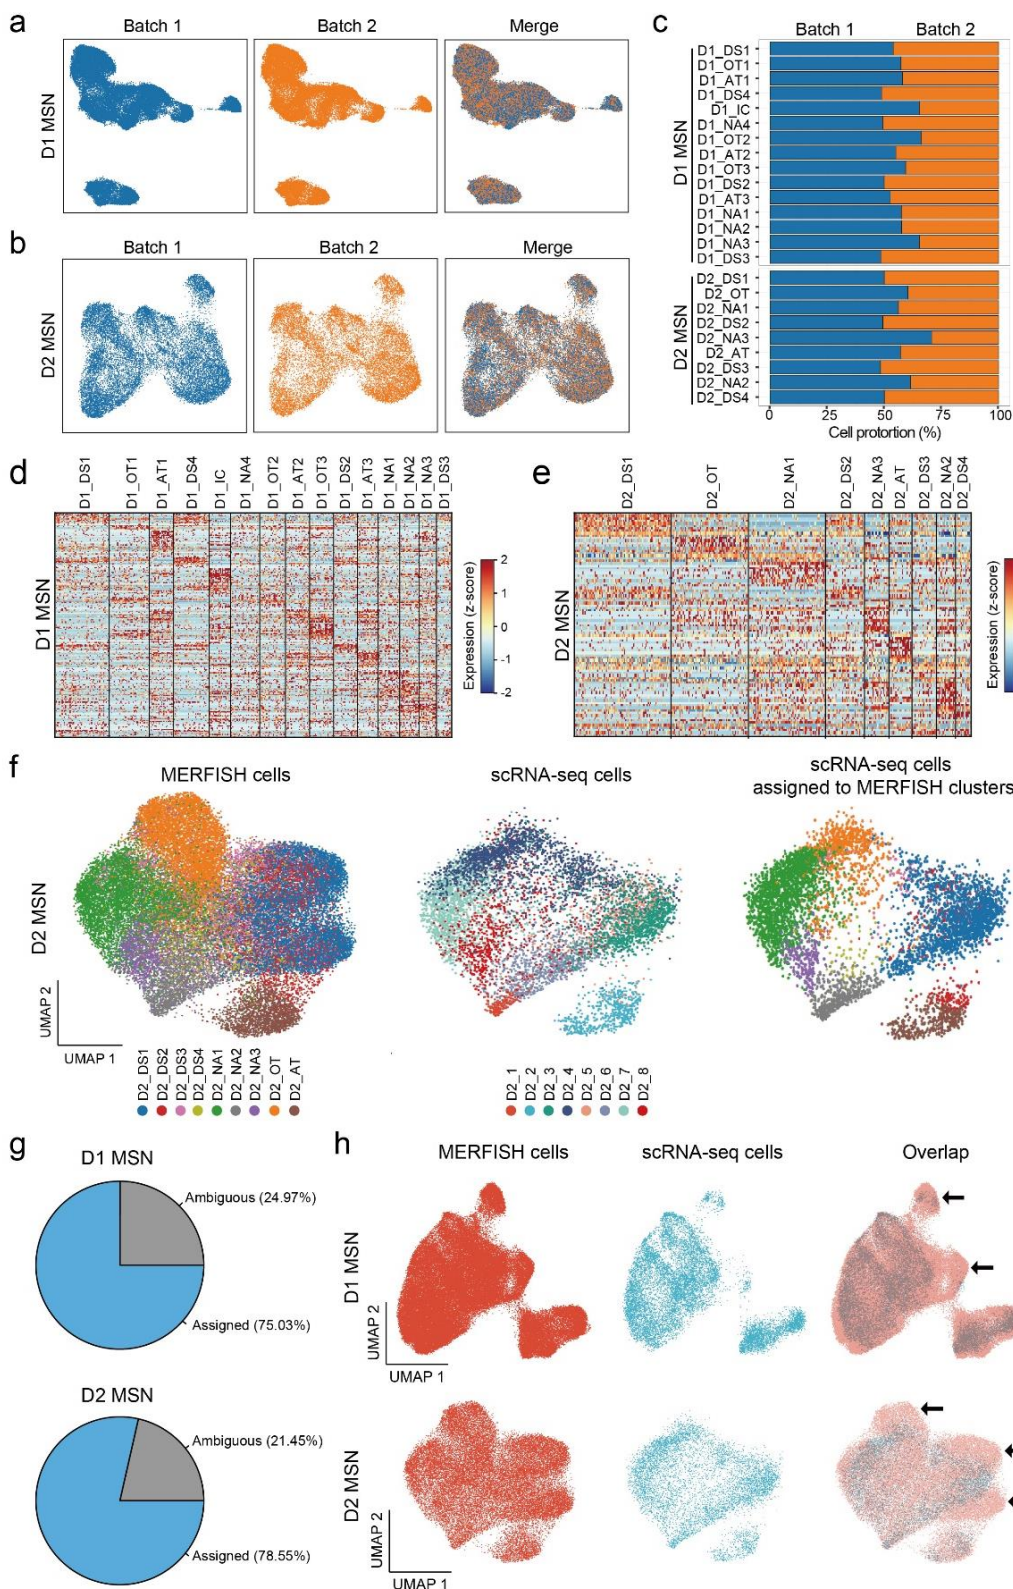 a
Batch 1
Batch 2
Merge
D1 MSN
b
Batch 1
Batch 2
Merge
D2 MSN
c
Batch 1
Batch 2
D1 MSN
D1_DS1
D1_OT1
D1_AT1
D1_DS4
D1_IC
D1_NA4
D1_OT2
D1_AT2
D1_OT3
D1_DS2
D1_AT3
D1_NA1
D1_NA2
D1_NA3
D1_DS3
D2 MSN
D2_DS1
D2_OT
D2_NA1
D2_DS2
D2_NA3
D2_AT
D2_DS3
D2_NA2
D2_DS4
0 25 50 75 100
Cell protortion (%)
d
D1_DS1
D1_OT1
D1_AT1
D1_DS4
D1_IC
D1_NA4
D1_OT2
D1_AT2
D1_OT3
D1_DS2
D1_AT3
D1_NA1
D1_NA2
D1_NA3
D1_DS3
D1 MSN
Expression (z-score)
2
1
0
-1
-2
e
D2_DS1
D2_OT
D2_NA1
D2_DS2
D2_NA3
D2_AT
D2_DS3
D2_NA2
D2_DS4
D2 MSN
Expression (z-score)
f
MERFISH cells
scRNA-seq cells
scRNA-seq cells
assigned to MERFISH clusters
D2 MSN
UMAP 2
UMAP 1
D2_DS1
D2_DS2
D2_DS3
D2_DS4
D2_NA1
D2_NA2
D2_NA3
D2_OT
D2_AT
D2_1
D2_2
D2_3
D2_4
D2_5
D2_6
D2_7
D2_8
g
D1 MSN
Ambiguous (24.97%)
Assigned (75.03%)
D2 MSN
Ambiguous (21.45%)
Assigned (78.55%)
h
MERFISH cells
scRNA-seq cells
Overlap
D1 MSN
UMAP 2
UMAP 1
D2 MSN
UMAP 2
UMAP 1